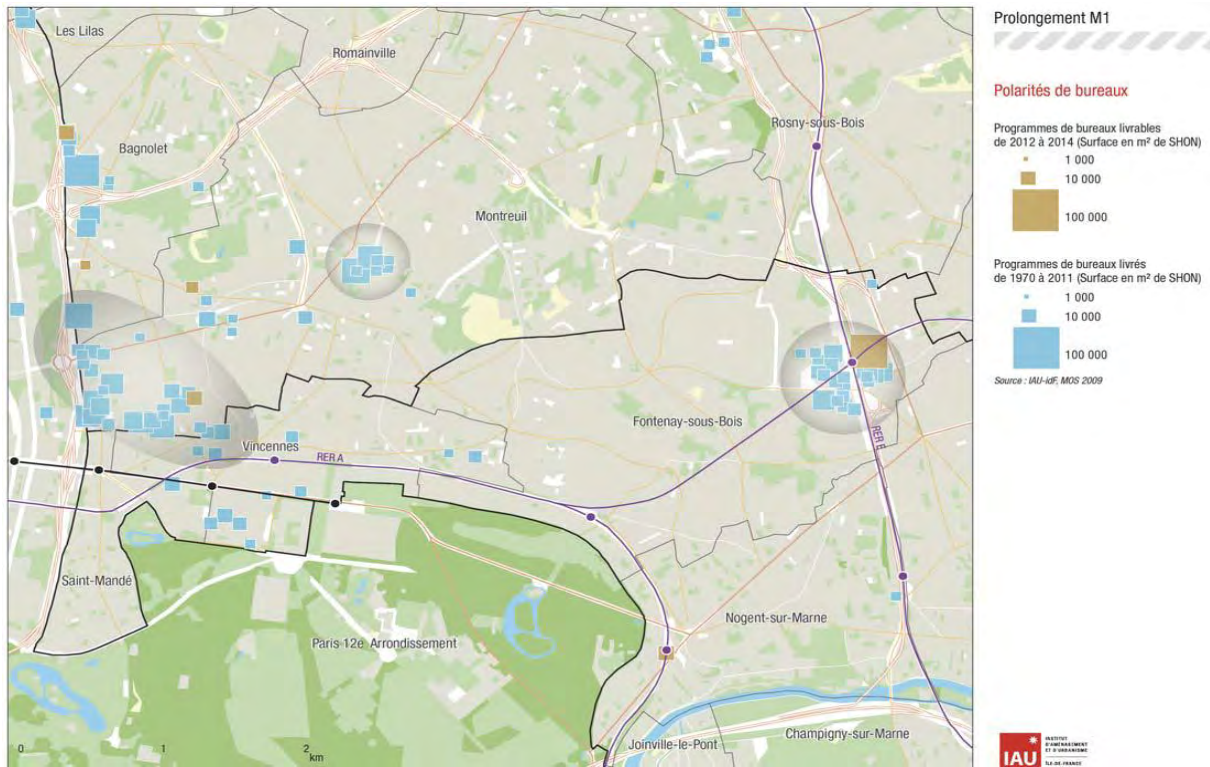 Les Lilas
Romainville
Bagnolet
Rosny-sous-Bois
Montreuil
Fontenay-sous-Bois
Vincennes
RER A
RER E
Saint-Mandé
Paris 12e Arrondissement
Nogent-sur-Marne
Joinville-le-Pont
Champigny-sur-Marne
0
1
2
km
Prolongement M1
Polarités de bureaux
Programmes de bureaux livrables
de 2012 à 2014 (Surface en m² de SHON)
1 000
10 000
100 000
Programmes de bureaux livrés
de 1970 à 2011 (Surface en m² de SHON)
1 000
10 000
100 000
Source : IAU-îdF, MOS 2009
IAU
INSTITUT
D'AMÉNAGEMENT
ET D'URBANISME
ÎLE-DE-FRANCE